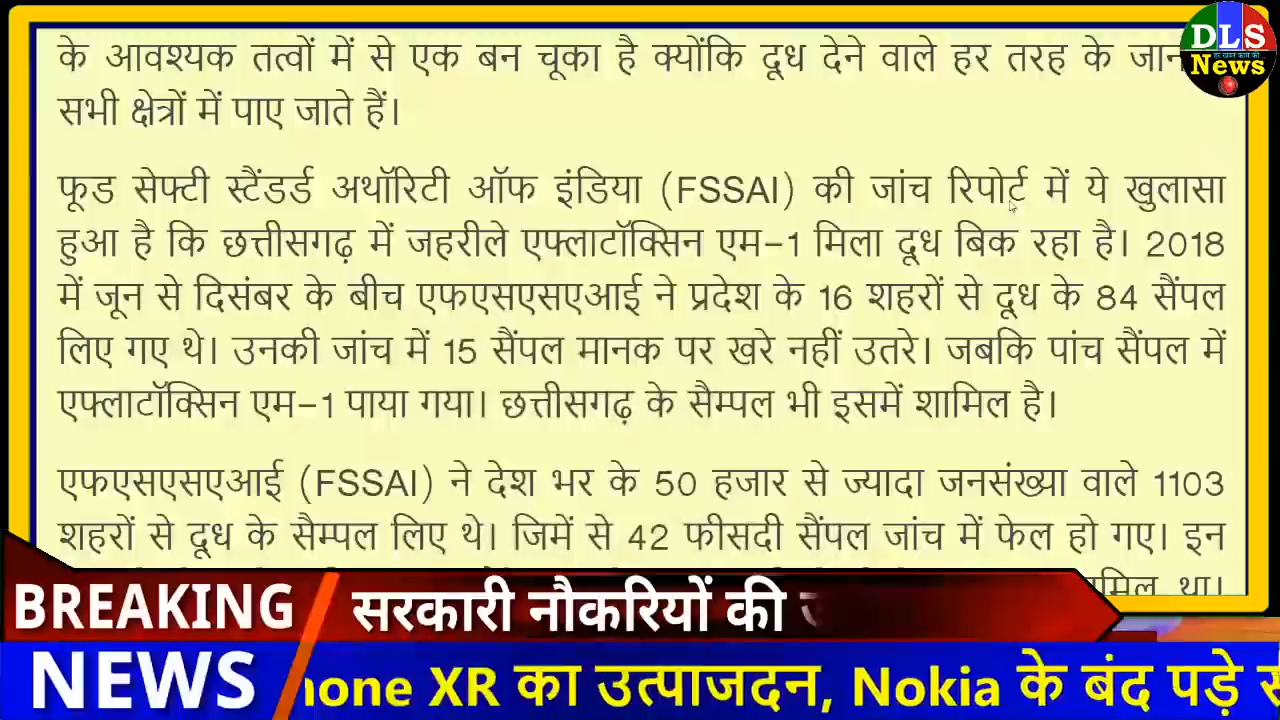 के आवश्यक तत्वों में से एक बन चूका है क्योंकि दूध देने वाले हर तरह के
सभी क्षेत्रों में पाए जाते हैं।
फूड सेफ्टी स्टैंडर्ड अथॉरिटी ऑफ इंडिया (FSSAI) की जांच रिपोर्ट में ये खुलासा
हुआ है कि छत्तीसगढ़ में जहरीले एफ्लाटॉक्सिन एम-1 मिला दूध बिक रहा है। 2018
में जून से दिसंबर के बीच एफएसएसएआई ने प्रदेश के 16 शहरों से दूध के 84 सैंपल
लिए गए थे। उनकी जांच में 15 सैंपल मानक पर खरे नहीं उतरे। जबकि पांच सैंपल में
एफ्लाटॉक्सिन एम-1 पाया गया। छत्तीसगढ़ के सैम्पल भी इसमें शामिल है।
एफएसएसएआई (FSSAI) ने देश भर के 50 हजार से ज्यादा जनसंख्या वाले 1103
शहरों से दूध के सैम्पल लिए थे। जिमें से 42 फीसदी सैंपल जांच में फेल हो गए। इन
था।
DLS
News
BREAKING
NEWS
सरकारी नौकरियों की
XR का उत्पाजदन, Nokia के बंद पड़े